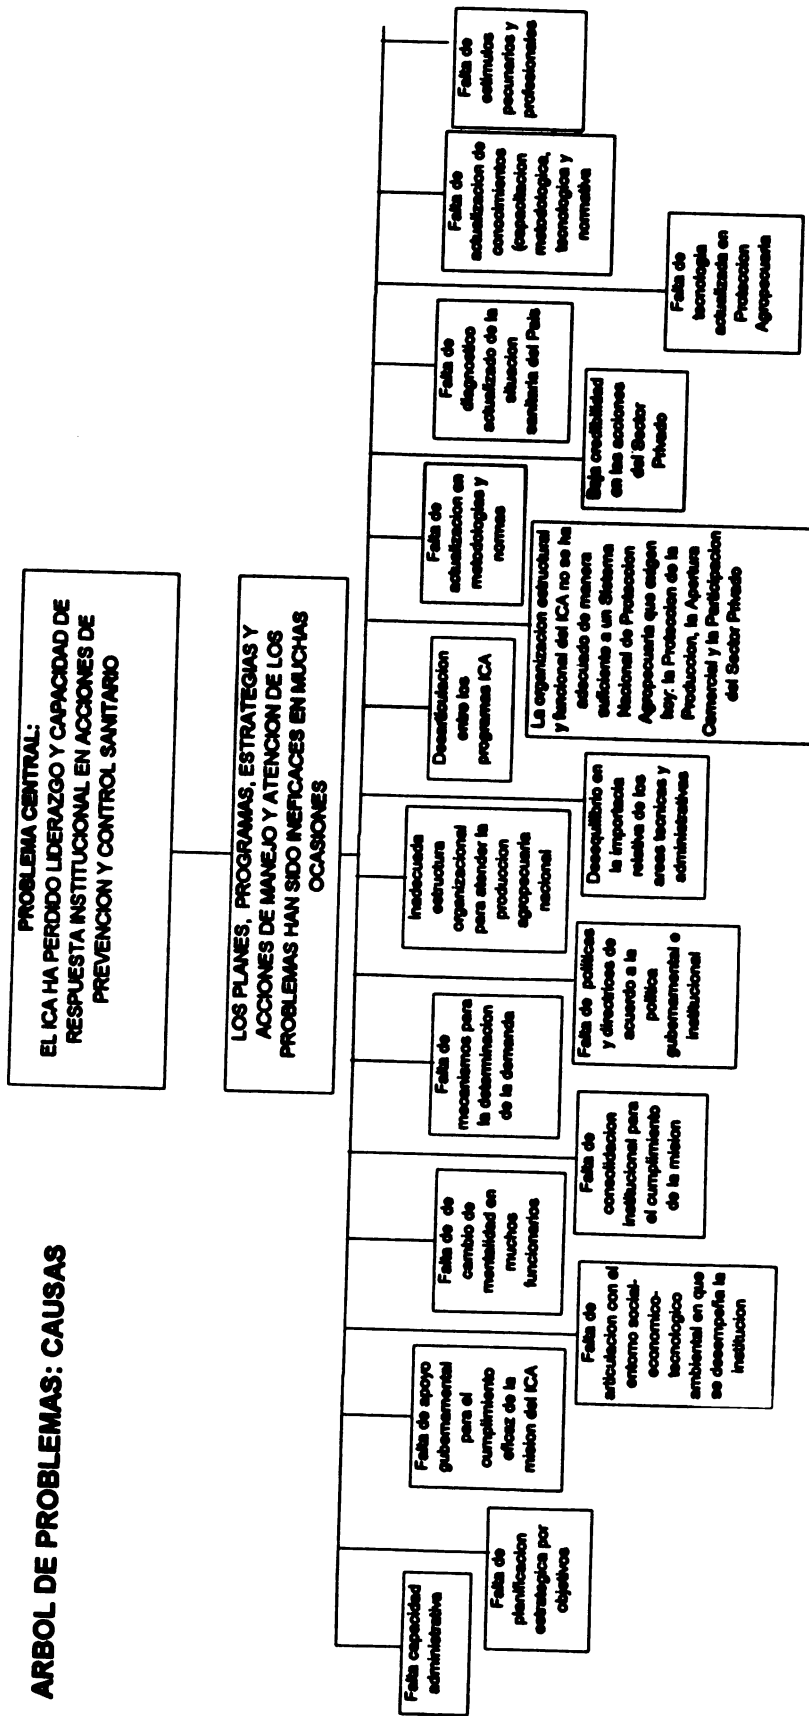 ARBOL DE PROBLEMAS: CAUSAS
PROBLEMA CENTRAL:
EL ICA HA PERDIDO LIDERAZGO Y CAPACIDAD DE
RESPUESTA INSTITUCIONAL EN ACCIONES DE
PREVENCION Y CONTROL SANITARIO
LOS PLANES, PROGRAMAS, ESTRATEGIAS Y
ACCIONES DE MANEJO Y ATENCION DE LOS
PROBLEMAS HAN SIDO INEFICACES EN MUCHAS
OCASIONES
Falta capacidad
administrativa
Falta de
planificacion
estrategica por
objetivos
Falta de apoyo
gubernamental
para el
cumplimiento
eficaz de la
mision del ICA
Falta de
articulacion con el
entorno social-
economico-
tecnologico
ambiental en que
se desempeña la
institucion
Falta de de
cambio de
mentalidad en
muchos
funcionarios
Falta de
consolidacion
institucional para
el cumplimiento
de la mision
Falta de
mecanismos para
la determinacion
de la demanda
Falta de políticas
y directrices de
acuerdo a la
política
gubernamental e
institucional
Inadecuada
estructura
organizacional
para atender la
produccion
agropecuaria
nacional
Desequilibrio en
la importacia
relativa de los
areas tecnicas y
administrativas
Desarticulacion
entre los
programas ICA
La organizacion estructural
y funcional del ICA no se ha
adecuado de manera
suficiente a un Sistema
Nacional de Proteccion
Agropecuaria que exigen
hoy: la Proteccion de la
Produccion, la Apertura
Comercial y la Participacion
del Sector Privado
Falta de
actualizacion en
metodologias y
normas
Baja credibilidad
en las acciones
del Sector
Privado
Falta de
diagnostico
actualizado de la
situacion
sanitaria del Pais
Falta de
tecnologia
actualizada en
Proteccion
Agropecuaria
Falta de
actualizacion de
conocimientos
(capacitacion
metodologica,
tecnologica y
normativa
Falta de
estimulos
pecuniarios y
profesionales